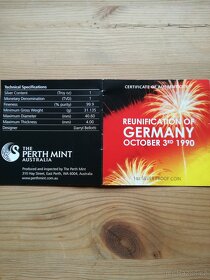 Technical Specifications
Silver Content (Troy oz) 1
Monetary Denomination (TVD) 1
Fineness (% purity) 99.9
Minimum Gross Weight (g) 31.135
Maximum Diameter (mm) 40.60
Maximum Thickness (mm) 4.00
Designer Darryl Bellotti
THE
PERTH MINT
AUSTRALIA
Produced and experted by The Perth Mint
310 Hay Street, East Perth, WA 6004, Australia
www.perthmint.com.au
CERTIFICATE OF AUTHENTICITY
REUNIFICATION OF
GERMANY
OCTOBER 3RD 1990
1oz SILVER PROOF COIN